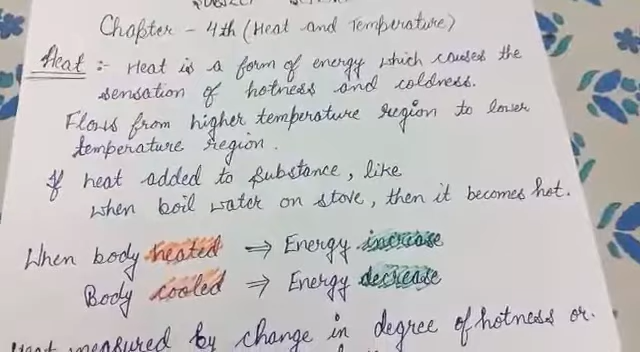 Chapter - 4th (Heat and Temperature)
Heat :- Heat is a form of energy which causes the
sensation of hotness and coldness.
Flows from higher temperature region to lower
temperature region.
If heat added to substance, like
when boil water on stove, then it becomes hot.
When body heated ⇒ Energy increase
Body cooled ⇒ Energy decrease
measured by change in degree of hotness or